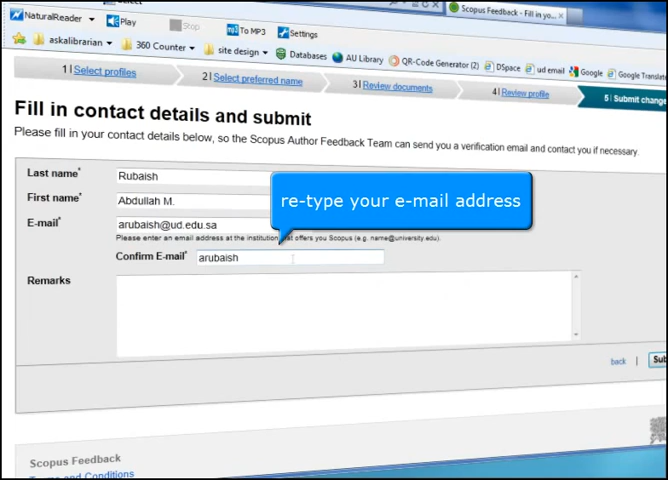 Scopus Feedback - Fill in yo...
NaturalReader
Play
Stop
To MP3
Settings
askalibrarian
360 Counter
site design
Databases
AU Library
QR-Code Generator (2)
DSpace
ud email
Google
Google Translate
1 | Select profiles
2 | Select preferred name
3 | Review documents
4 | Review profile
5 | Submit change
Fill in contact details and submit
Please fill in your contact details below, so the Scopus Author Feedback Team can send you a verification email and contact you if necessary.
Last name*
Rubaish
First name*
Abdullah M.
re-type your e-mail address
E-mail*
arubaish@ud.edu.sa
Please enter an email address at the institution that offers you Scopus (e.g. name@university.edu).
Confirm E-mail*
arubaish
Remarks
back | Sub
Scopus Feedback
Terms and Conditions